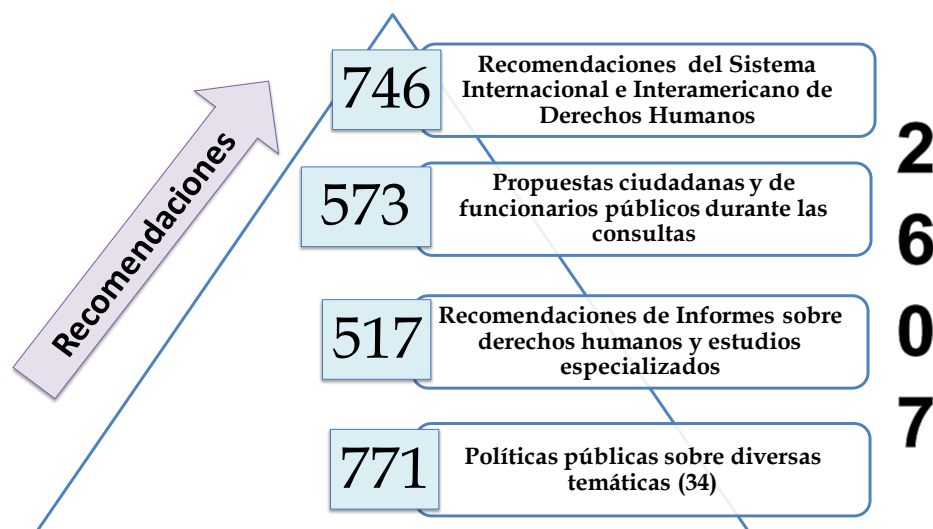 Recomendaciones
746
Recomendaciones del Sistema
Internacional e Interamericano de
Derechos Humanos
573
Propuestas ciudadanas y de
funcionarios públicos durante las
consultas
517
Recomendaciones de Informes sobre
derechos humanos y estudios
especializados
771
Políticas públicas sobre diversas
temáticas (34)
2
6
0
7